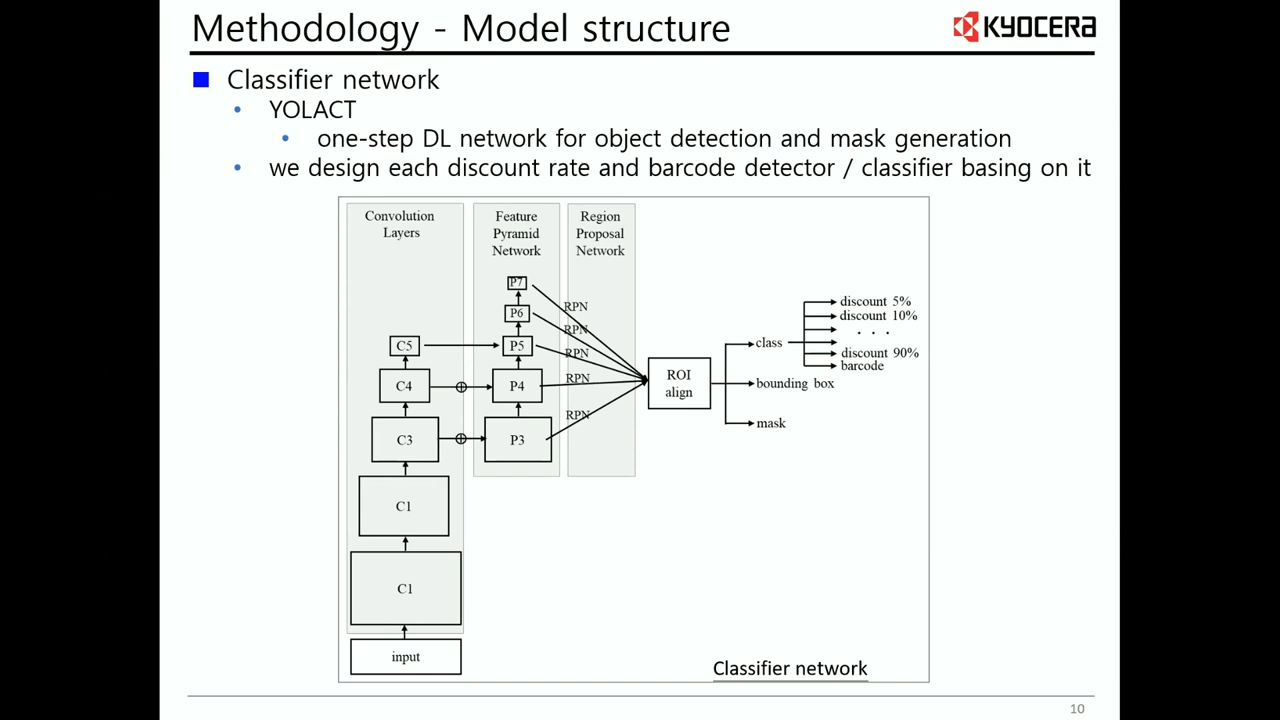 Methodology - Model structure
KYOCERA
Classifier network
YOLACT
one-step DL network for object detection and mask generation
we design each discount rate and barcode detector / classifier basing on it
Convolution
Layers
Feature
Pyramid
Network
Region
Proposal
Network
P7
RPN
P6
RPN
C5
P5
RPN
C4
P4
RPN
C3
P3
RPN
C1
C1
input
ROI
align
class
bounding box
mask
discount 5%
discount 10%
. . .
discount 90%
barcode
Classifier network
10